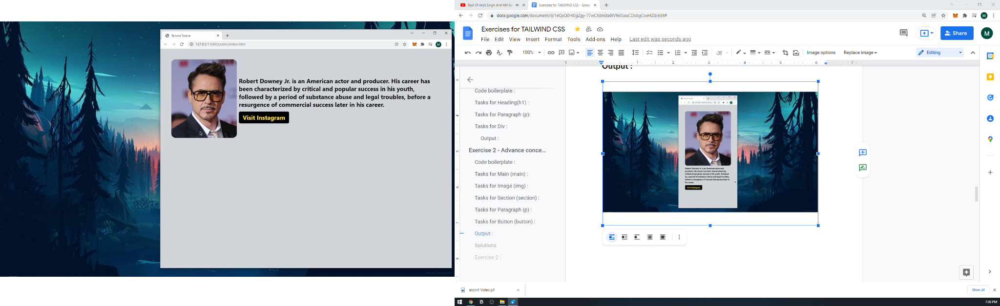 Tailwind Tutorial
127.0.0.1:5500/public/index.html
Robert Downey Jr. is an American actor and producer. His career has
been characterized by critical and popular success in his youth,
followed by a period of substance abuse and legal troubles, before a
resurgence of commercial success later in his career.
Visit Instagram
Best Of Arijit Singh And Atif As
Exercises for TAILWIND CSS - Goog
docs.google.com/document/d/
Exercises for TAILWIND CSS
File Edit View Insert Format Tools Add-ons Help Last edit was seconds ago
Share
M
100%
Image options
Replace image
Editing
1 1 2 3 4 5 6 7
Output :
Code boilerplate :
Tasks for Heading(h1) :
Tasks for Paragraph (p):
Tasks for Div :
Output :
Exercise 2 - Advance conce...
Code boilerplate :
Tasks for Main (main) :
Tasks for Image (img) :
Tasks for Section (section) :
Tasks for Paragraph (p) :
Tasks for Button (button) :
Output :
Solutions
Exercise 2 :
Robert Downey Jr. is an American actor and
producer. His career has been characterized by
critical and popular success in his youth, followed
by a period of substance abuse and legal troubles,
before a resurgence of commercial success later in
his career.
Visit Instagram
export Video.gif
Show all
7:36 PM